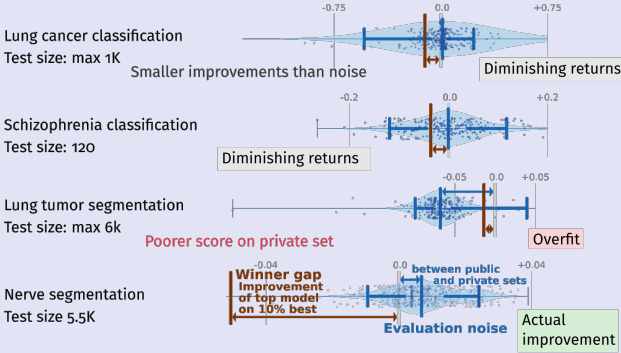 -0.75 0.0 +0.75
Lung cancer classification
Test size: max 1K
Smaller improvements than noise
Diminishing returns
-0.2 0.0 +0.2
Schizophrenia classification
Test size: 120
Diminishing returns
-0.05 0.0 +0.05
Lung tumor segmentation
Test size: max 6k
Poorer score on private set
Overfit
-0.04 0.0 +0.04
Winner gap
Improvement
of top model
on 10% best
between public
and private sets
Nerve segmentation
Test size 5.5K
Evaluation noise
Actual
improvement